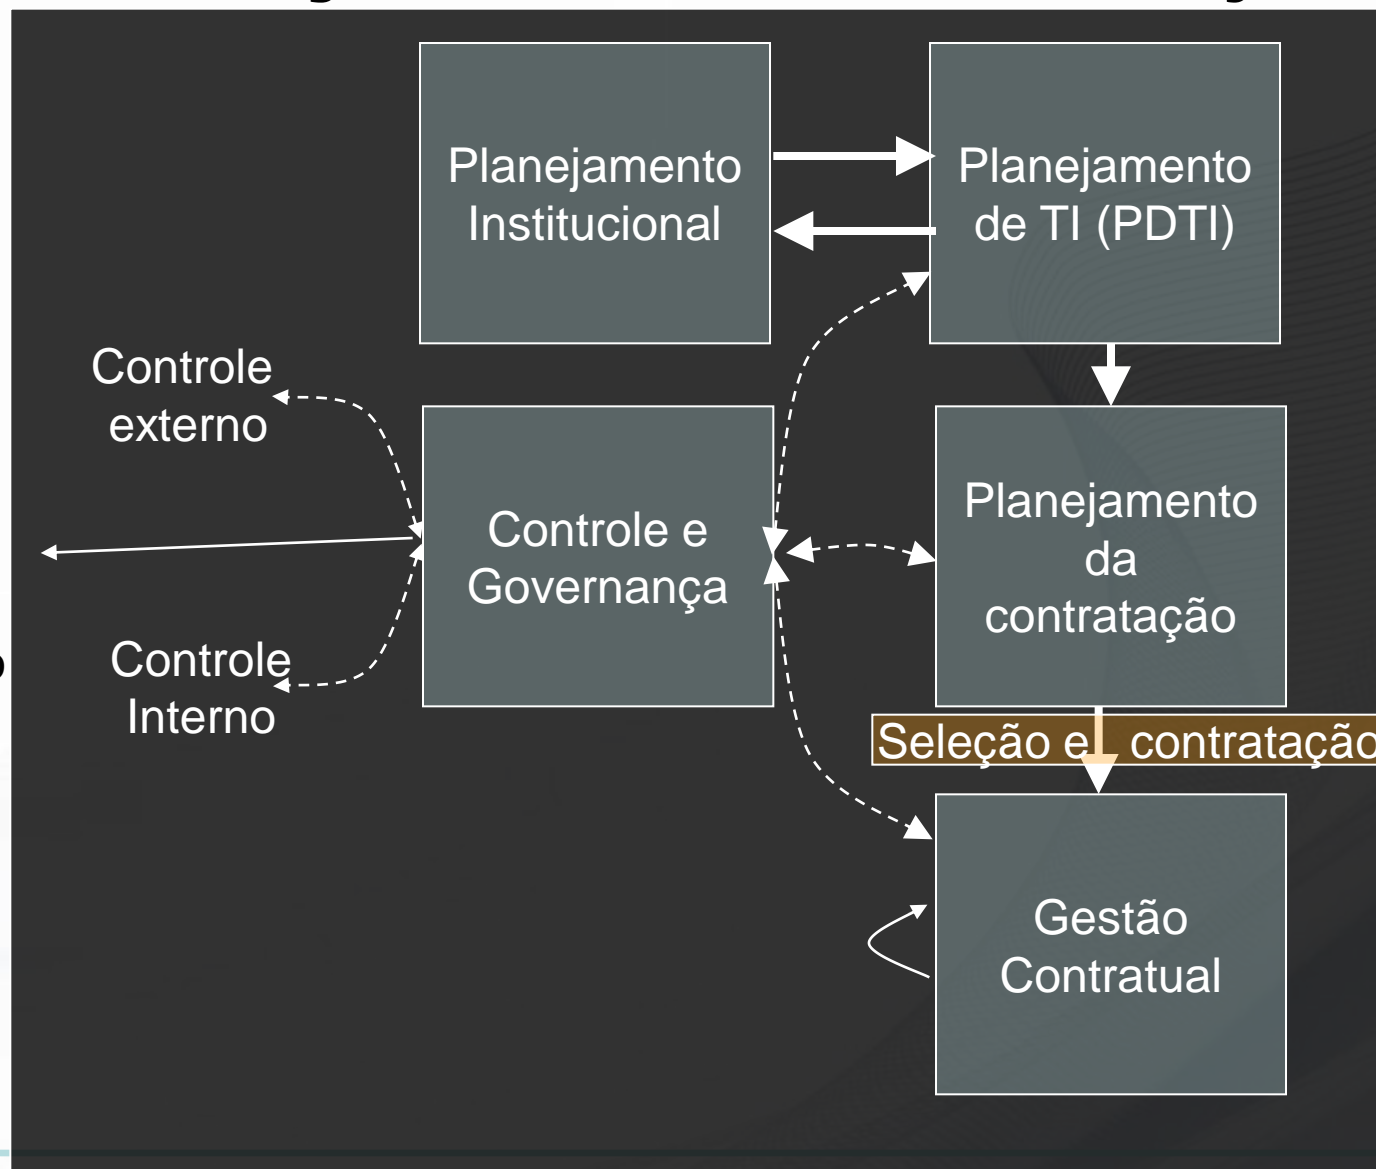 Planejamento
Institucional
Planejamento
de TI (PDTI)
Controle
externo
Controle e
Governança
Planejamento
da
contratação
Controle
Interno
Seleção e contratação
Gestão
Contratual